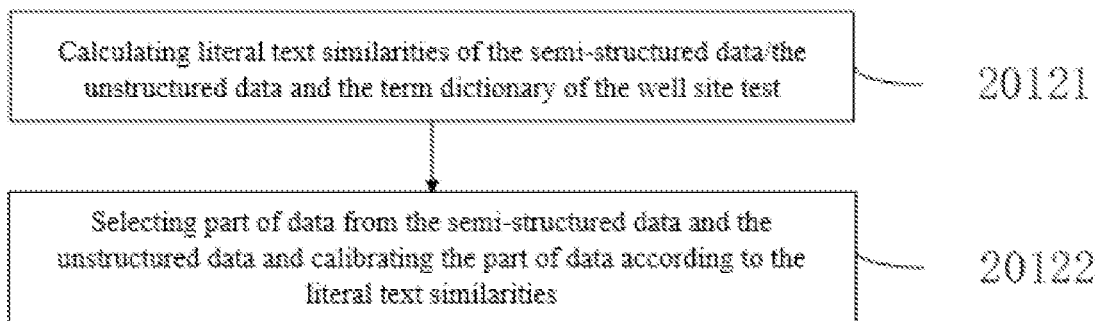 Calculating literal text similarities of the semi-structured data/the
unstructured data and the term dictionary of the well site test
20121
Selecting part of data from the semi-structured data and the
unstructured data and calibrating the part of data according to the
literal text similarities
20122